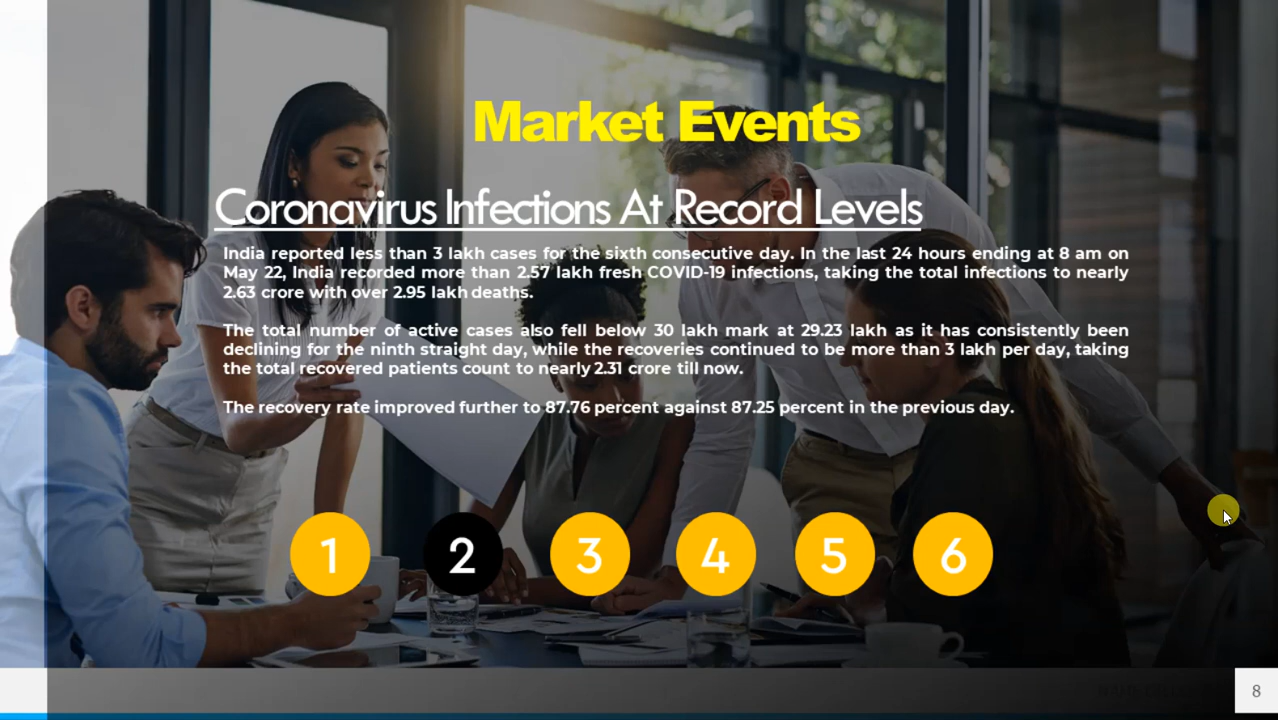 Market Events
Coronavirus Infections At Record Levels
India reported less than 3 lakh cases for the sixth consecutive day. In the last 24 hours ending at 8 am on
May 22, India recorded more than 2.57 lakh fresh COVID-19 infections, taking the total infections to nearly
2.63 crore with over 2.95 lakh deaths.
The total number of active cases also fell below 30 lakh mark at 29.23 lakh as it has consistently been
declining for the ninth straight day, while the recoveries continued to be more than 3 lakh per day, taking
the total recovered patients count to nearly 2.31 crore till now.
The recovery rate improved further to 87.76 percent against 87.25 percent in the previous day.
1 2 3 4 5 6
8